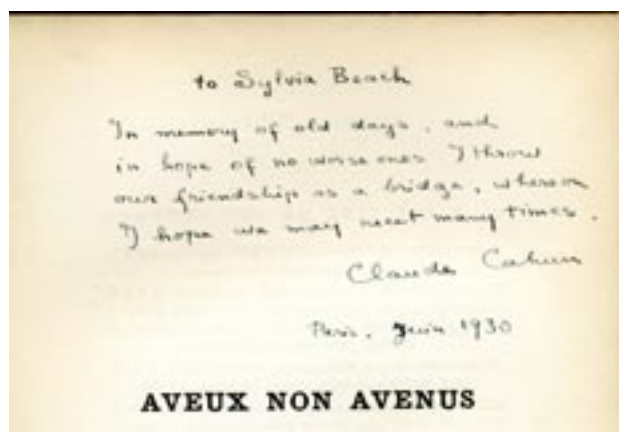 to Sylvia Beach
In memory of old days, and
in hope of no worse ones I throw
our friendship as a bridge, whereon
I hope we may meet many times.
Claude Cahun
Paris. Juin 1930
AVEUX NON AVENUS